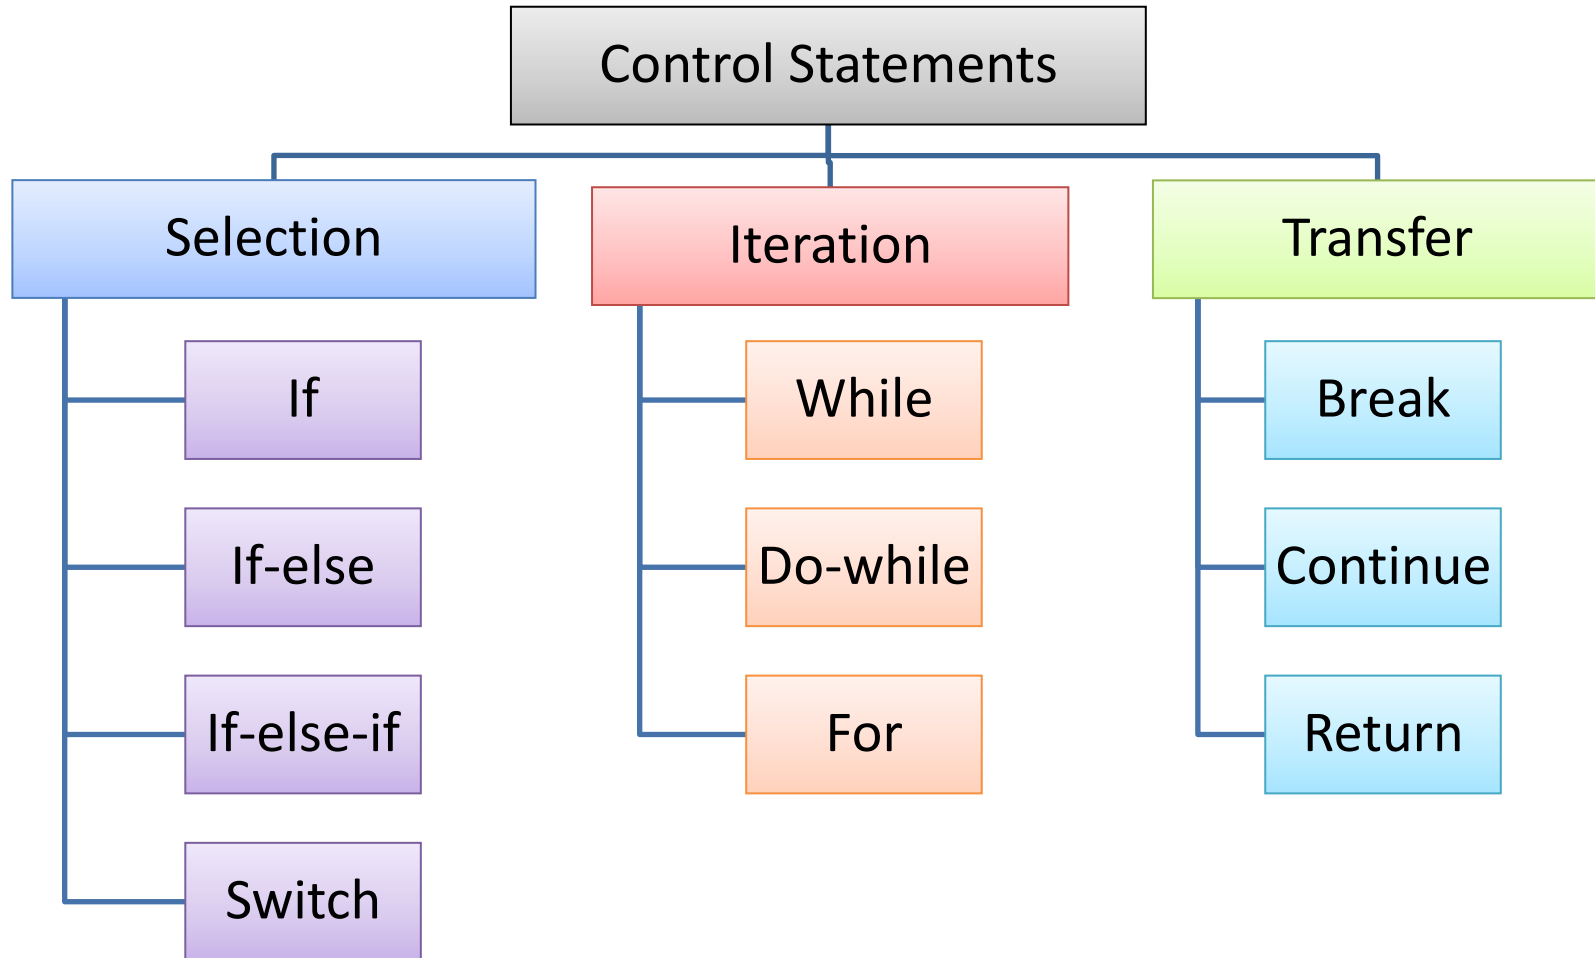 Control Statements
Selection
Iteration
Transfer
If
While
Break
If-else
Do-while
Continue
If-else-if
For
Return
Switch